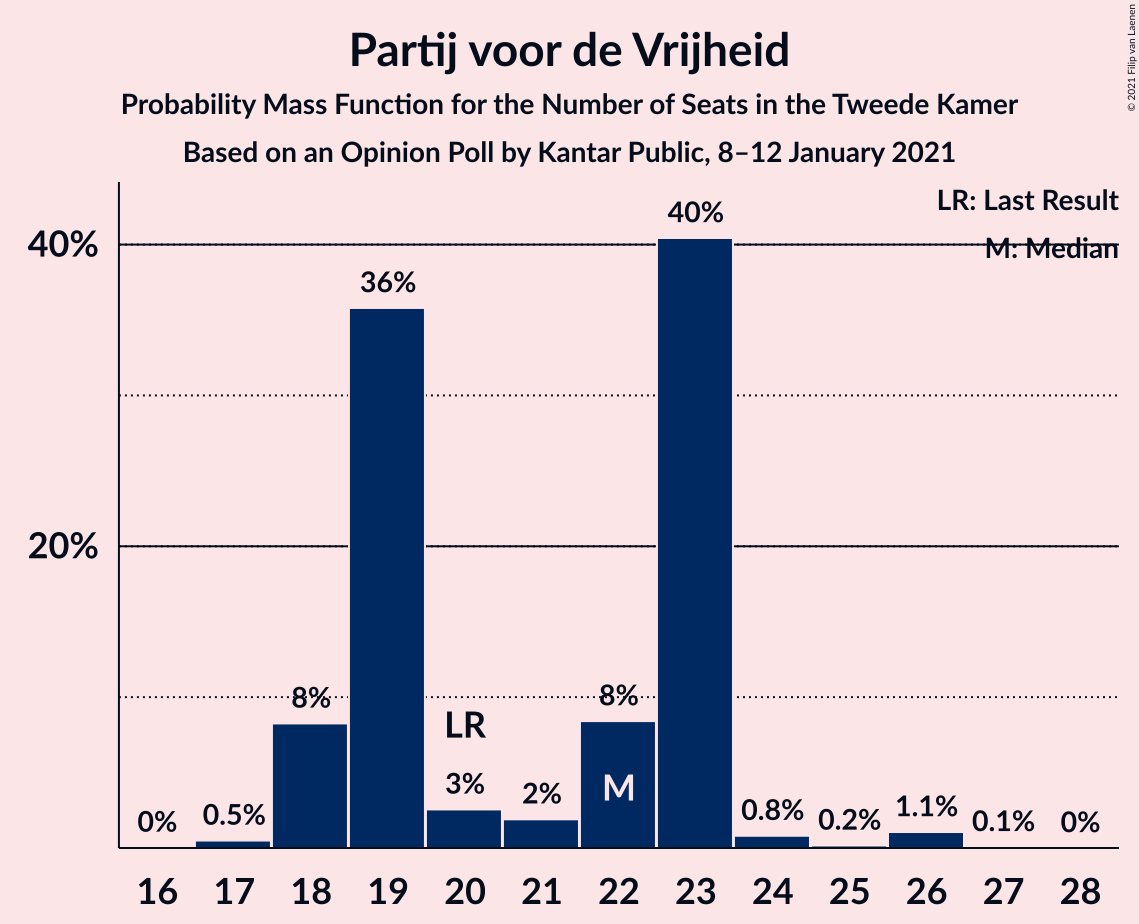 Partij voor de Vrijheid
Probability Mass Function for the Number of Seats in the Tweede Kamer
Based on an Opinion Poll by Kantar Public, 8–12 January 2021
© 2021 Filip van Laenen
LR: Last Result
M: Median
40%
20%
0%
0.5%
8%
36%
LR
3%
2%
8%
M
40%
0.8%
0.2%
1.1%
0.1%
0%
16 17 18 19 20 21 22 23 24 25 26 27 28